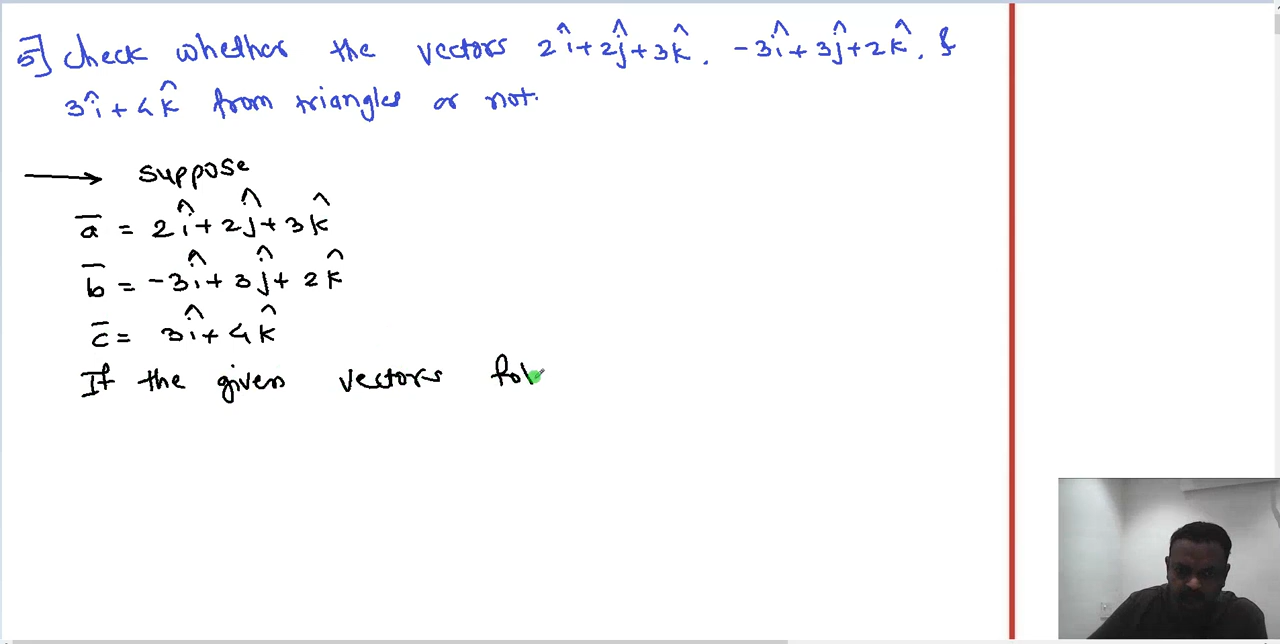 5] check whether the vectors 2î+2ĵ+3k̂, -3î+3ĵ+2k̂, &
3î+4k̂ from triangles or not.
→ suppose
a̅ = 2î+2ĵ+3k̂
b̅ = -3î+3ĵ+2k̂
c̅ = 3î+4k̂
If the given vectors